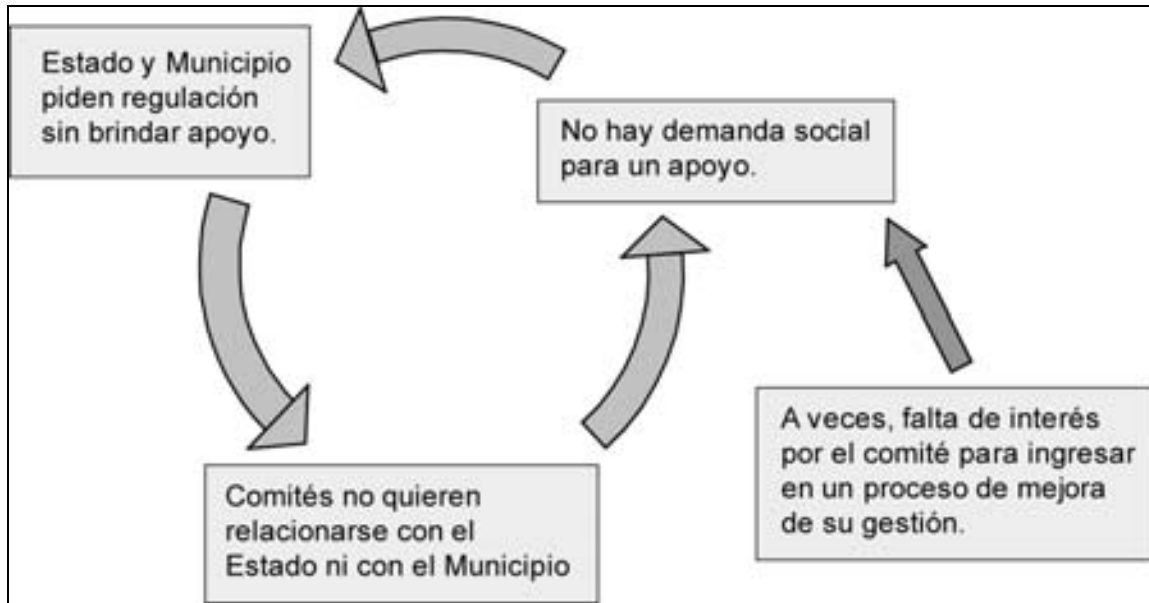 Estado y Municipio
piden regulación
sin brindar apoyo.
No hay demanda social
para un apoyo.
A veces, falta de interés
por el comité para ingresar
en un proceso de mejora
de su gestión.
Comités no quieren
relacionarse con el
Estado ni con el Municipio